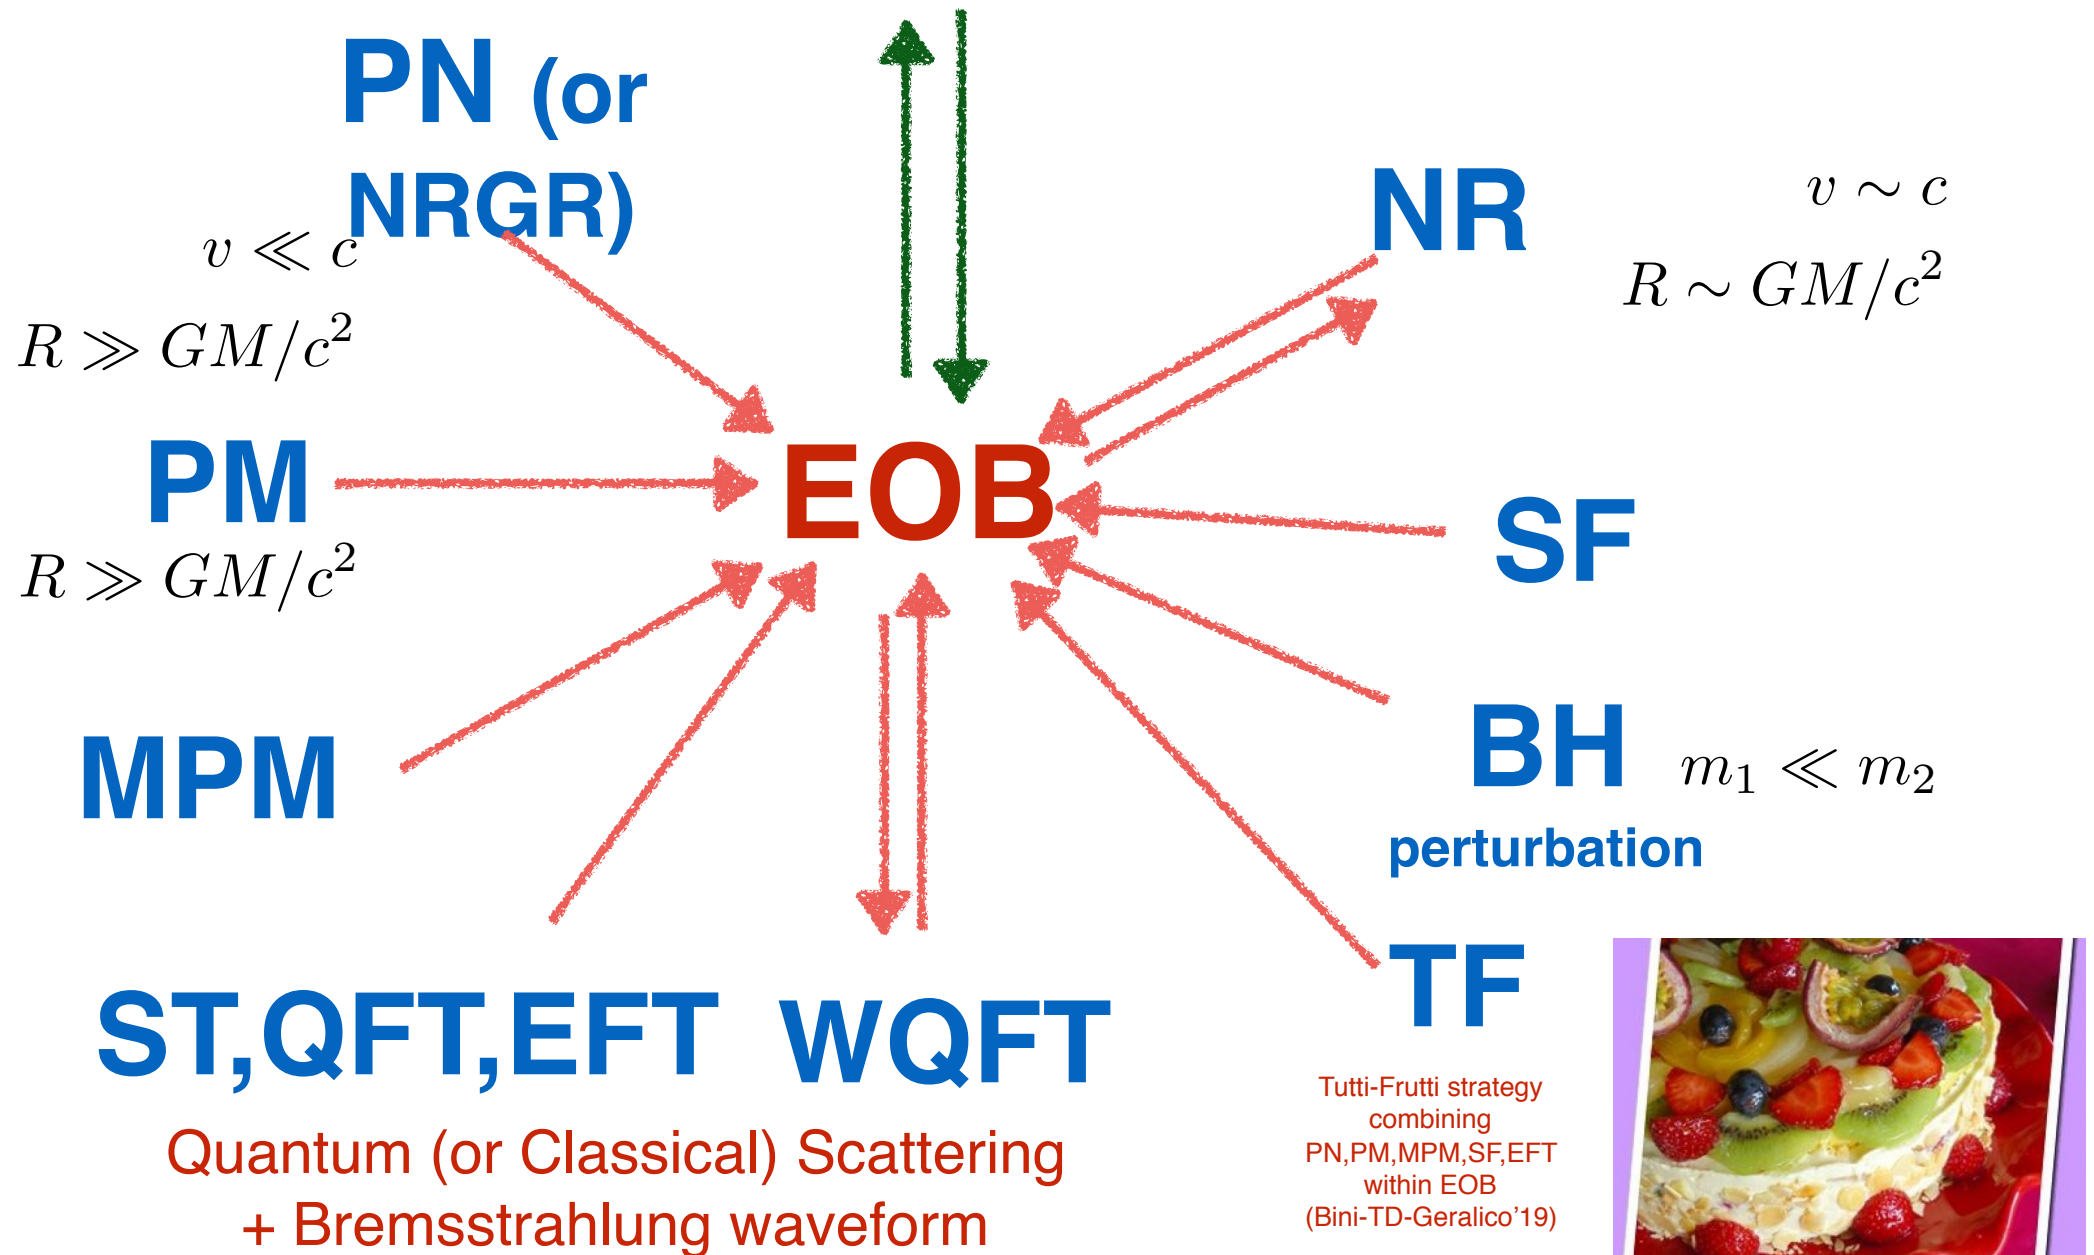 PN (or
NRGR)
v ≪ c
R ≫ GM/c²
NR
v ∼ c
R ∼ GM/c²
PM
R ≫ GM/c²
EOB
SF
MPM
BH
perturbation
m₁ ≪ m₂
ST,QFT,EFT
WQFT
Quantum (or Classical) Scattering
+ Bremsstrahlung waveform
TF
Tutti-Frutti strategy
combining
PN,PM,MPM,SF,EFT
within EOB
(Bini-TD-Geralico’19)